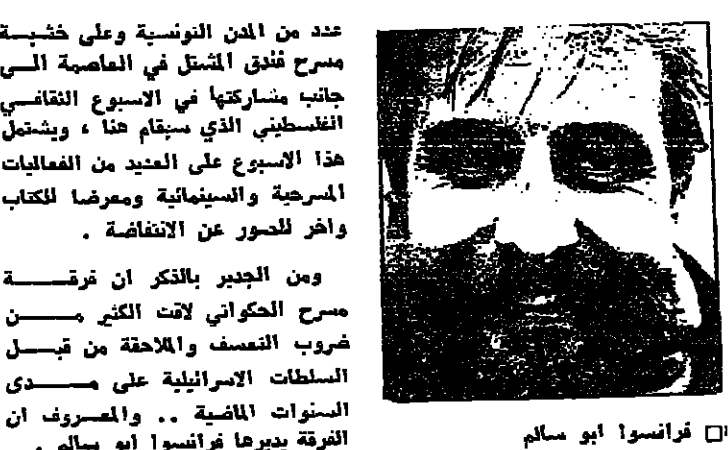 عدد من المدن التونسية وعلى خشبة
مسرح فندق المشتل في العاصمة الى
جانب مشاركتها في الاسبوع الثقافي
الفلسطيني الذي سيقام هنا ، ويشتمل
هذا الاسبوع على العديد من الفعاليات
المسرحية والسينمائية ومعرضا للكتاب
واخر للصور عن الانتفاضة .
ومن الجدير بالذكر ان فرقة
مسرح الحكواتي لاقت الكثير من
ضروب التعسف والملاحقة من قبل
السلطات الاسرائيلية على مدى
السنوات الماضية .. والمعروف ان
الفرقة يديرها فرانسوا ابو سالم .
□ فرانسوا ابو سالم